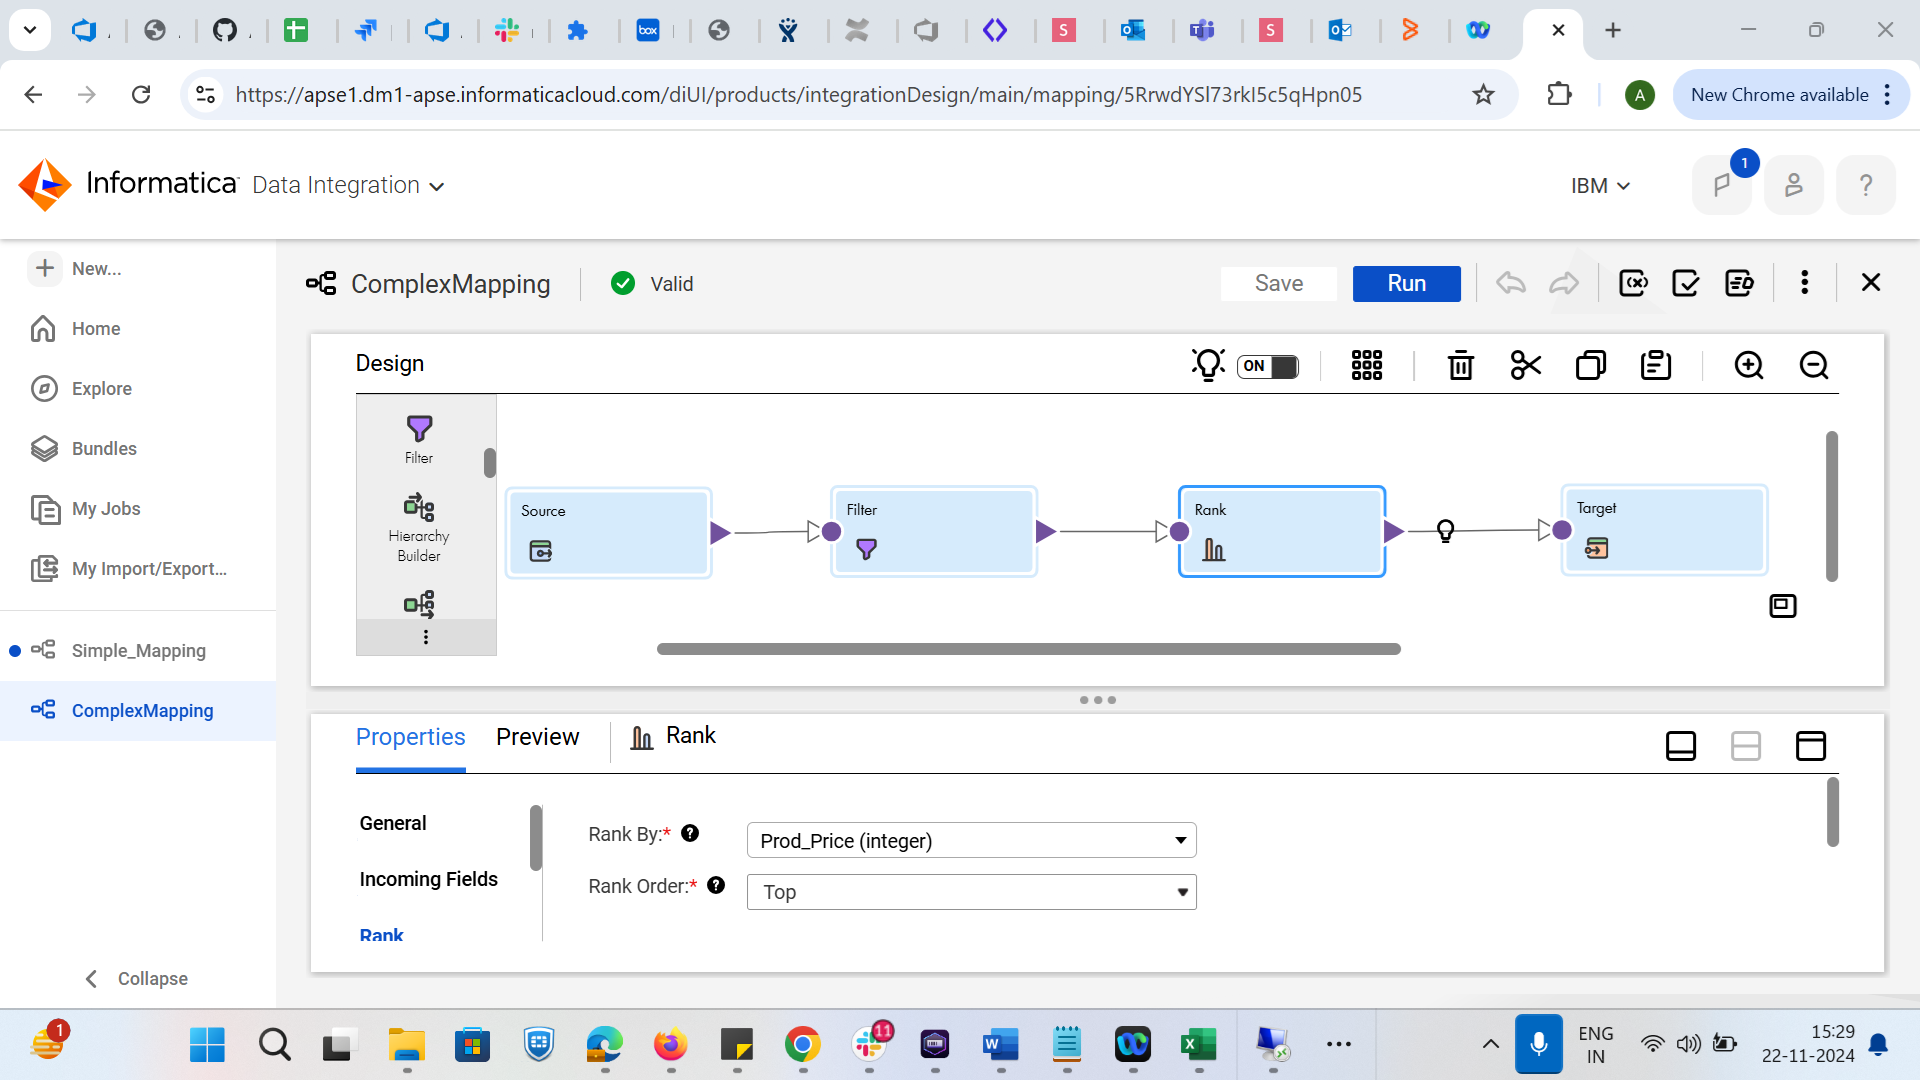 https://apse1.dm1-apse.informaticacloud.com/diUI/products/integrationDesign/main/mapping/5RrwdYSl73rkI5c5qHpn05
A
New Chrome available
Informatica
Data Integration
IBM
1
?
New...
Home
Explore
Bundles
My Jobs
My Import/Export...
Simple_Mapping
ComplexMapping
Collapse
ComplexMapping
Valid
Save
Run
Design
ON
Filter
Hierarchy
Builder
Source
Filter
Rank
Target
Properties
Preview
Rank
General
Incoming Fields
Rank
Rank By:*
?
Prod_Price (integer)
Rank Order:*
?
Top
1
11
ENG
IN
15:29
22-11-2024